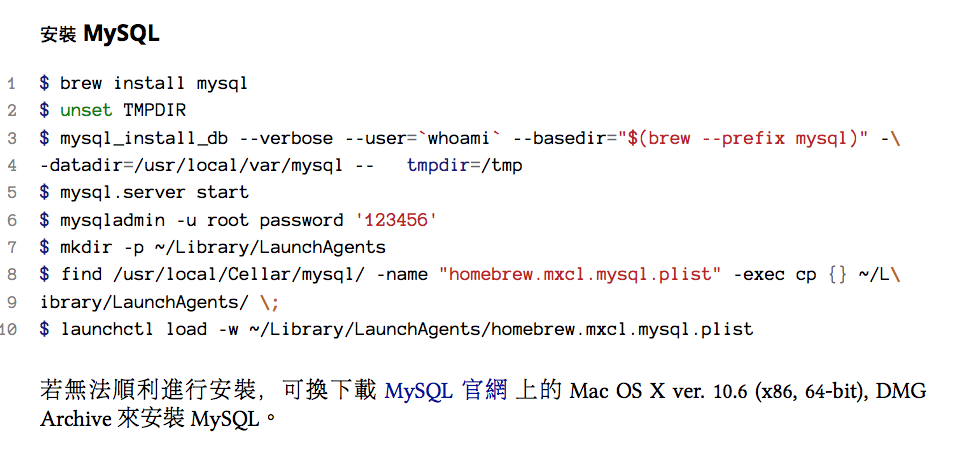 安裝 MySQL
1 $ brew install mysql
2 $ unset TMPDIR
3 $ mysql_install_db --verbose --user=`whoami` --basedir="$(brew --prefix mysql)" -\
4 -datadir=/usr/local/var/mysql -- tmpdir=/tmp
5 $ mysql.server start
6 $ mysqladmin -u root password '123456'
7 $ mkdir -p ~/Library/LaunchAgents
8 $ find /usr/local/Cellar/mysql/ -name "homebrew.mxcl.mysql.plist" -exec cp {} ~/L\
9 ibrary/LaunchAgents/ \;
10 $ launchctl load -w ~/Library/LaunchAgents/homebrew.mxcl.mysql.plist
若無法順利進行安裝，可換下載 MySQL 官網 上的 Mac OS X ver. 10.6 (x86, 64-bit), DMG
Archive 來安裝 MySQL。